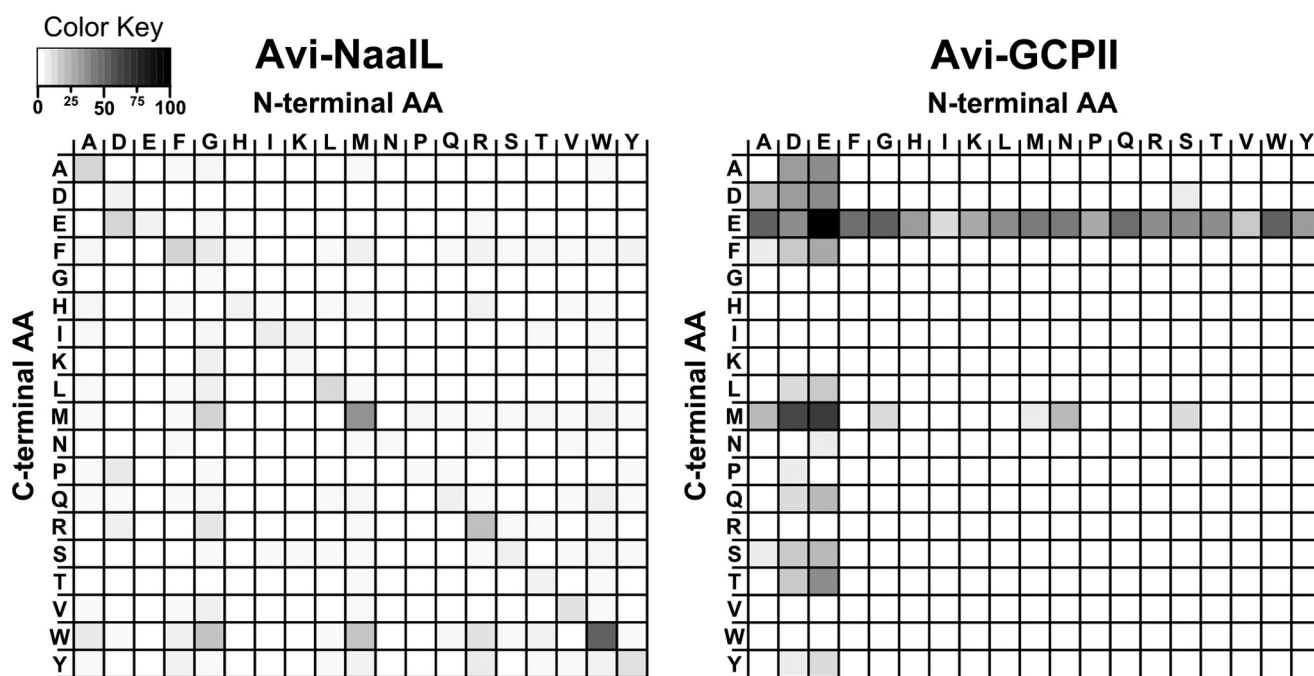 Color Key
0 25 50 75 100
Avi-NaalL
N-terminal AA
A D E F G H I K L M N P Q R S T V W Y
C-terminal AA
A
D
E
F
G
H
I
K
L
M
N
P
Q
R
S
T
V
W
Y
Avi-GCPII
N-terminal AA
A D E F G H I K L M N P Q R S T V W Y
C-terminal AA
A
D
E
F
G
H
I
K
L
M
N
P
Q
R
S
T
V
W
Y